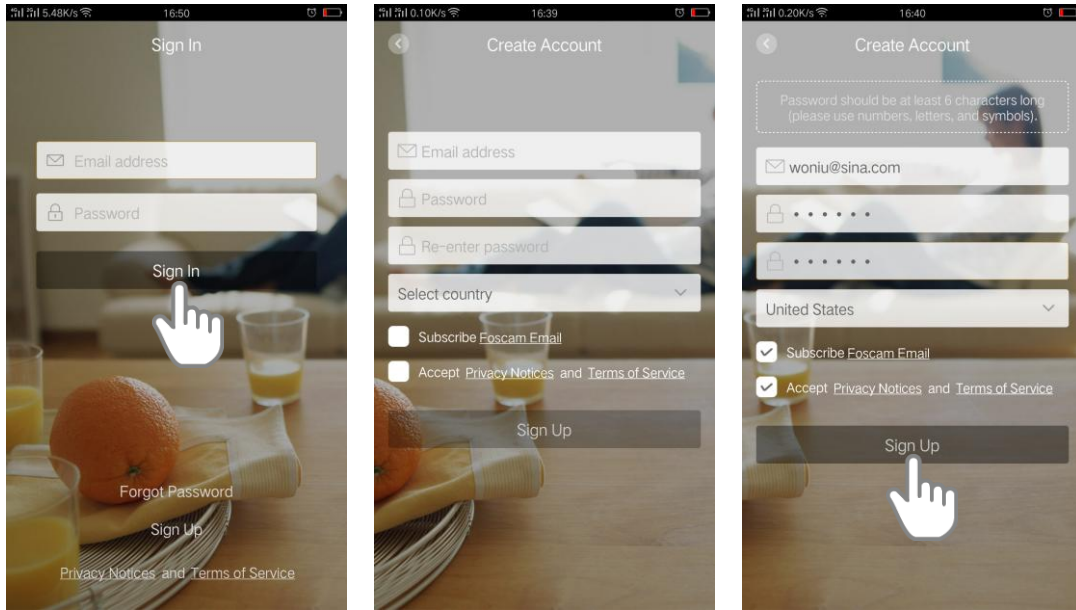 5.48K/s 16:50
Sign In
Email address
Password
Sign In
Forgot Password
Sign Up
Privacy Notices and Terms of Service
0.10K/s 16:39
Create Account
Email address
Password
Re-enter password
Select country
Subscribe Foscam Email
Accept Privacy Notices and Terms of Service
Sign Up
0.20K/s 16:40
Create Account
Password should be at least 6 characters long
(please use numbers, letters, and symbols).
woniu@sina.com
United States
Subscribe Foscam Email
Accept Privacy Notices and Terms of Service
Sign Up